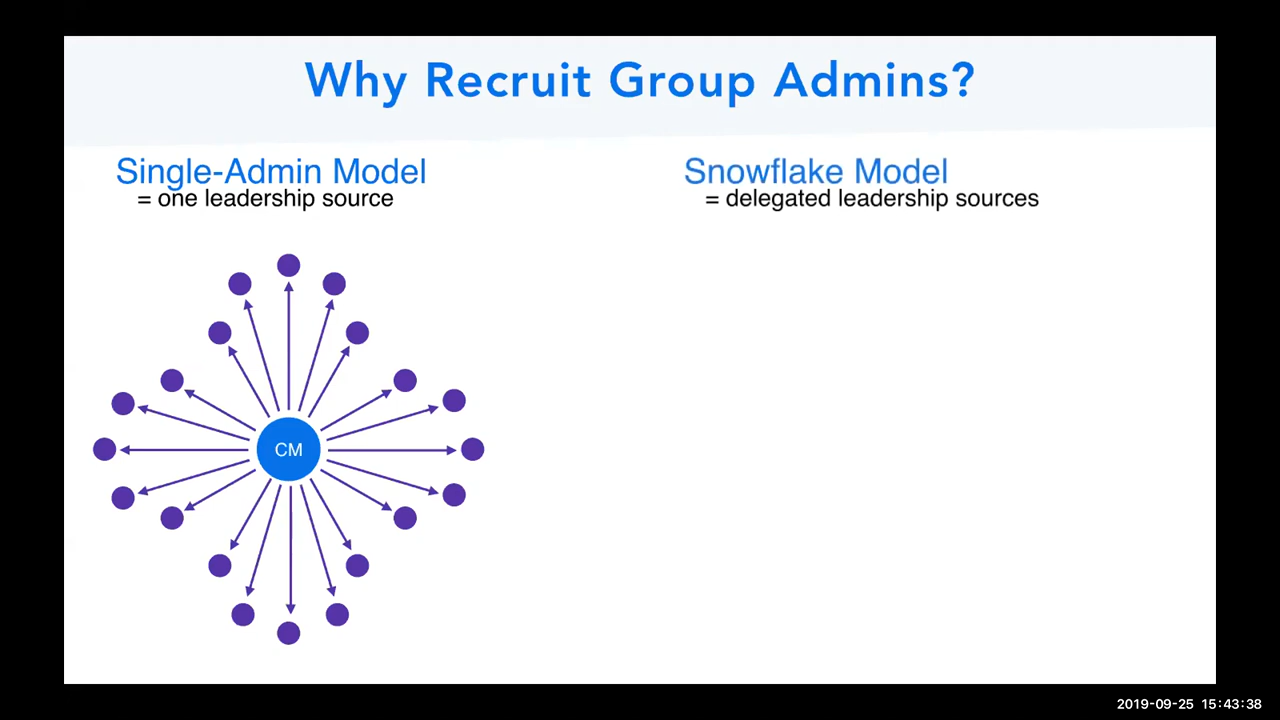 Why Recruit Group Admins?
Single-Admin Model
= one leadership source
Snowflake Model
= delegated leadership sources
CM
2019-09-25 15:43:38